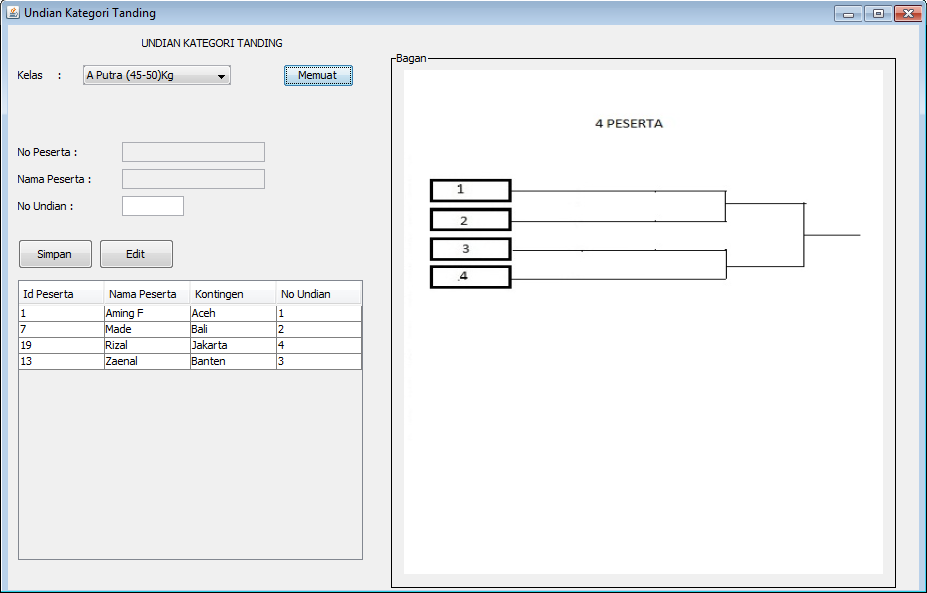 Undian Kategori Tanding
UNDIAN KATEGORI TANDING
Kelas : A Putra (45-50)Kg Memuat
No Peserta :
Nama Peserta :
No Undian :
Simpan Edit
Id Peserta Nama Peserta Kontingen No Undian
1 Aming F Aceh 1
7 Made Bali 2
19 Rizal Jakarta 4
13 Zaenal Banten 3
Bagan
4 PESERTA
1
2
3
4